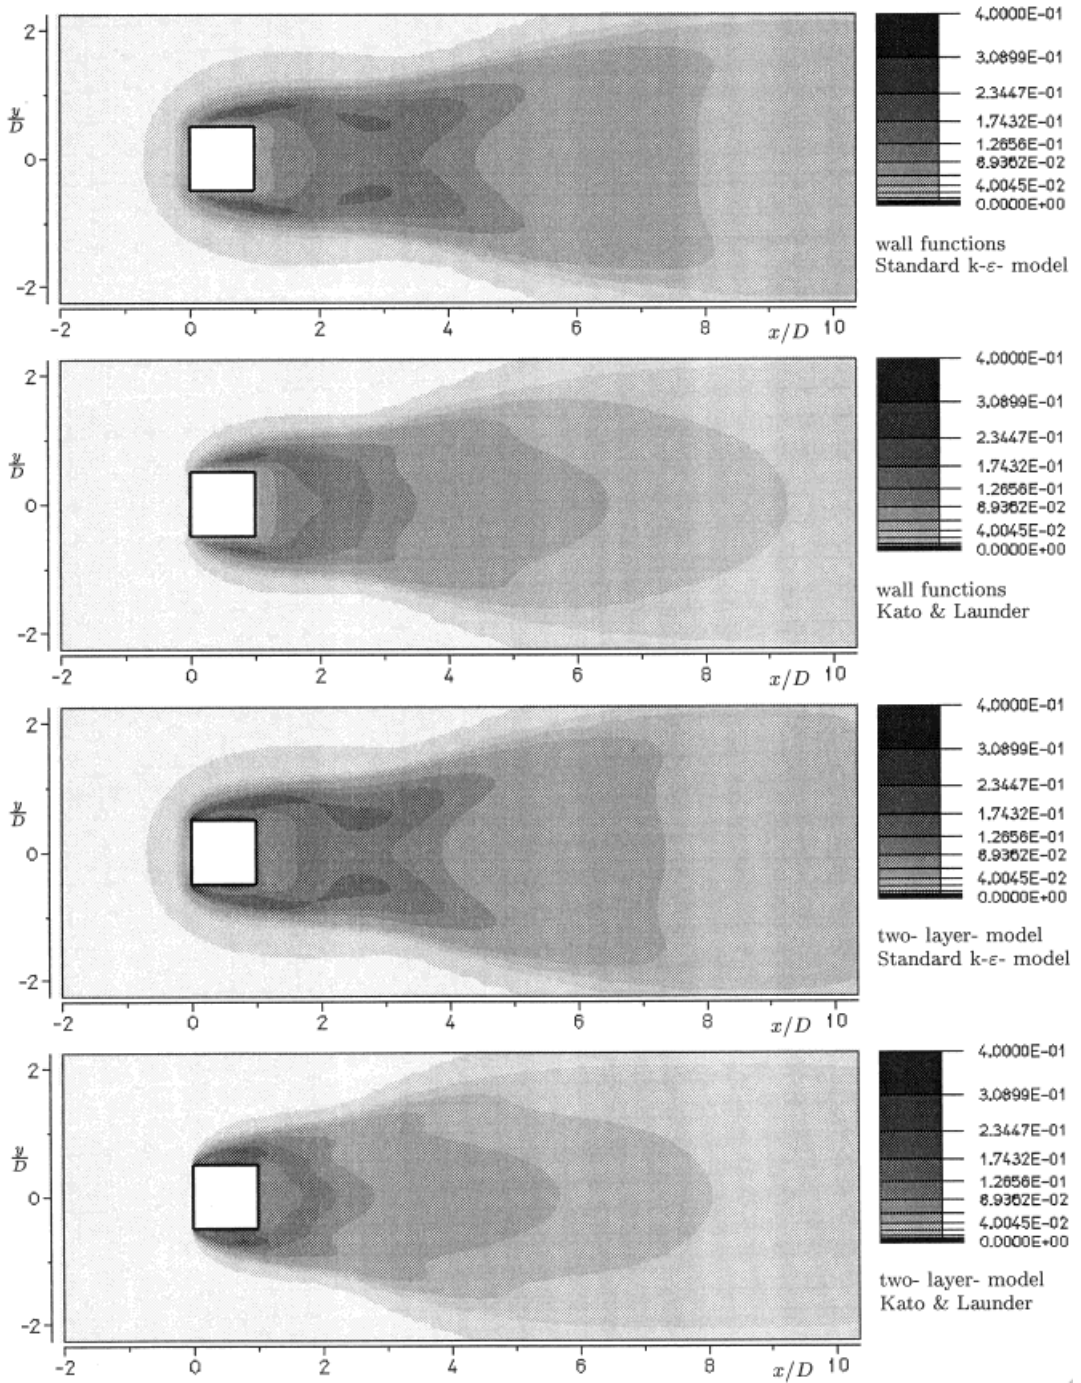 2
4.0000E-01
3.0899E-01
2.3447E-01
y/D
1.7432E-01
1.2656E-01
0
8.9362E-02
4.0045E-02
0.0000E+00
wall functions
Standard k-ε- model
-2
-2 0 2 4 6 8 x/D 10
2
4.0000E-01
3.0899E-01
2.3447E-01
y/D
1.7432E-01
1.2656E-01
0
8.9362E-02
4.0045E-02
0.0000E+00
wall functions
Kato & Launder
-2
-2 0 2 4 6 8 x/D 10
2
4.0000E-01
3.0899E-01
2.3447E-01
y/D
1.7432E-01
1.2656E-01
0
8.9362E-02
4.0045E-02
0.0000E+00
two- layer- model
Standard k-ε- model
-2
-2 0 2 4 6 8 x/D 10
2
4.0000E-01
3.0899E-01
2.3447E-01
y/D
1.7432E-01
1.2656E-01
0
8.9362E-02
4.0045E-02
0.0000E+00
two- layer- model
Kato & Launder
-2
-2 0 2 4 6 8 x/D 10